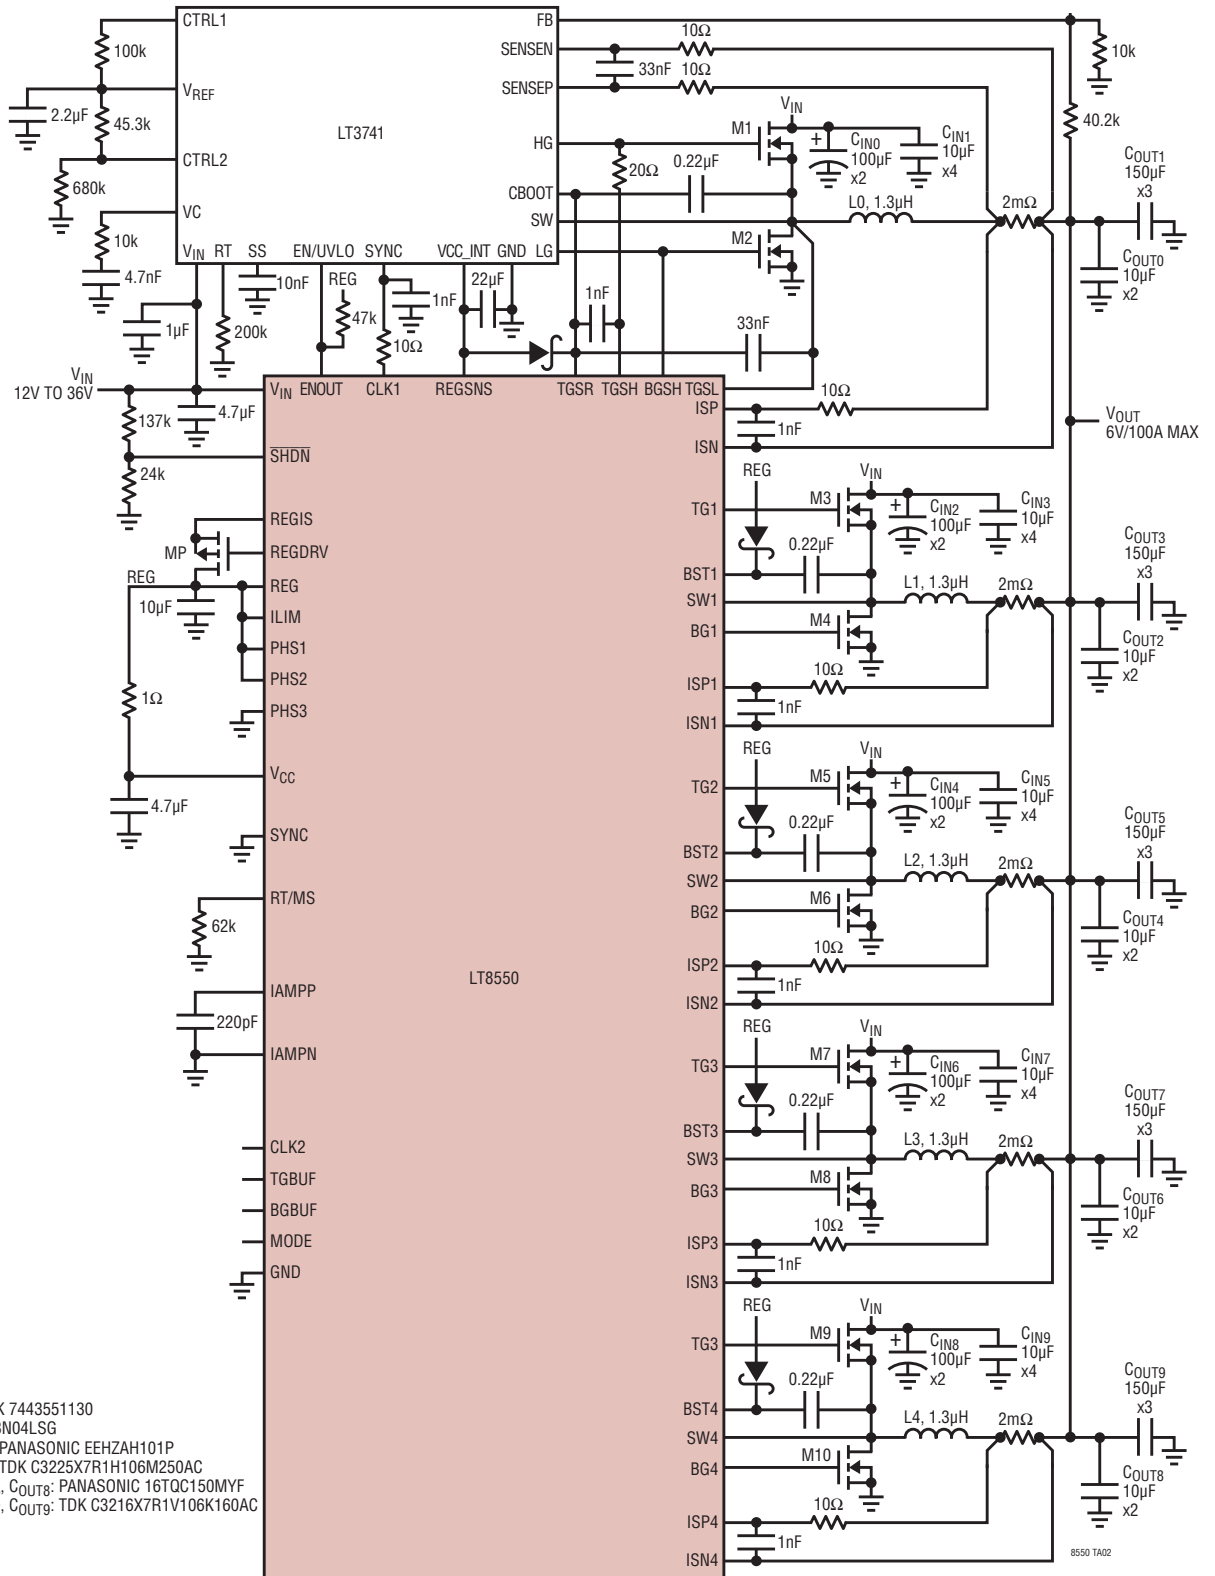 CTRL1
FB
100k
SENSEN
10Ω
33nF
10Ω
10k
SENSEP
VREF
2.2µF
45.3k
LT3741
VIN
M1
CIN0
100µF
x2
CIN1
10µF
x4
40.2k
HG
CTRL2
20Ω
0.22µF
COUT1
150µF
x3
680k
CBOOT
L0, 1.3µH
2mΩ
VC
SW
10k
M2
VIN
RT
SS
EN/UVLO
SYNC
VCC_INT
GND
LG
COUT0
10µF
x2
4.7nF
10nF
REG
22µF
1nF
1nF
47k
1µF
200k
10Ω
33nF
VIN
12V TO 36V
VIN
ENOUT
CLK1
REGSNS
TGSR
TGSH
BGSH
TGSL
10Ω
ISP
4.7µF
137k
1nF
VOUT
6V/100A MAX
ISN
SHDN
24k
REG
VIN
M3
CIN2
100µF
x2
CIN3
10µF
x4
TG1
REGIS
MP
REGDRV
0.22µF
COUT3
150µF
x3
BST1
REG
REG
L1, 1.3µH
2mΩ
10µF
SW1
ILIM
M4
BG1
PHS1
COUT2
10µF
x2
10Ω
PHS2
ISP1
1Ω
1nF
PHS3
ISN1
REG
VIN
VCC
M5
CIN4
100µF
x2
CIN5
10µF
x4
TG2
4.7µF
0.22µF
COUT5
150µF
x3
SYNC
BST2
L2, 1.3µH
2mΩ
SW2
RT/MS
M6
BG2
62k
COUT4
10µF
x2
10Ω
ISP2
LT8550
1nF
IAMPP
ISN2
220pF
REG
VIN
IAMPN
M7
CIN6
100µF
x2
CIN7
10µF
x4
TG3
0.22µF
COUT7
150µF
x3
BST3
CLK2
L3, 1.3µH
2mΩ
SW3
TGBUF
M8
BG3
BGBUF
COUT6
10µF
x2
10Ω
MODE
ISP3
1nF
GND
ISN3
REG
VIN
M9
CIN8
100µF
x2
CIN9
10µF
x4
TG3
0.22µF
COUT9
150µF
x3
BST4
K 7443551130
L4, 1.3µH
2mΩ
N04LSG
SW4
PANASONIC EEHZAH101P
M10
BG4
TDK C3225X7R1H106M250AC
, COUT8: PANASONIC 16TQC150MYF
COUT8
10µF
x2
, COUT9: TDK C3216X7R1V106K160AC
10Ω
ISP4
1nF
ISN4
8550 TA02